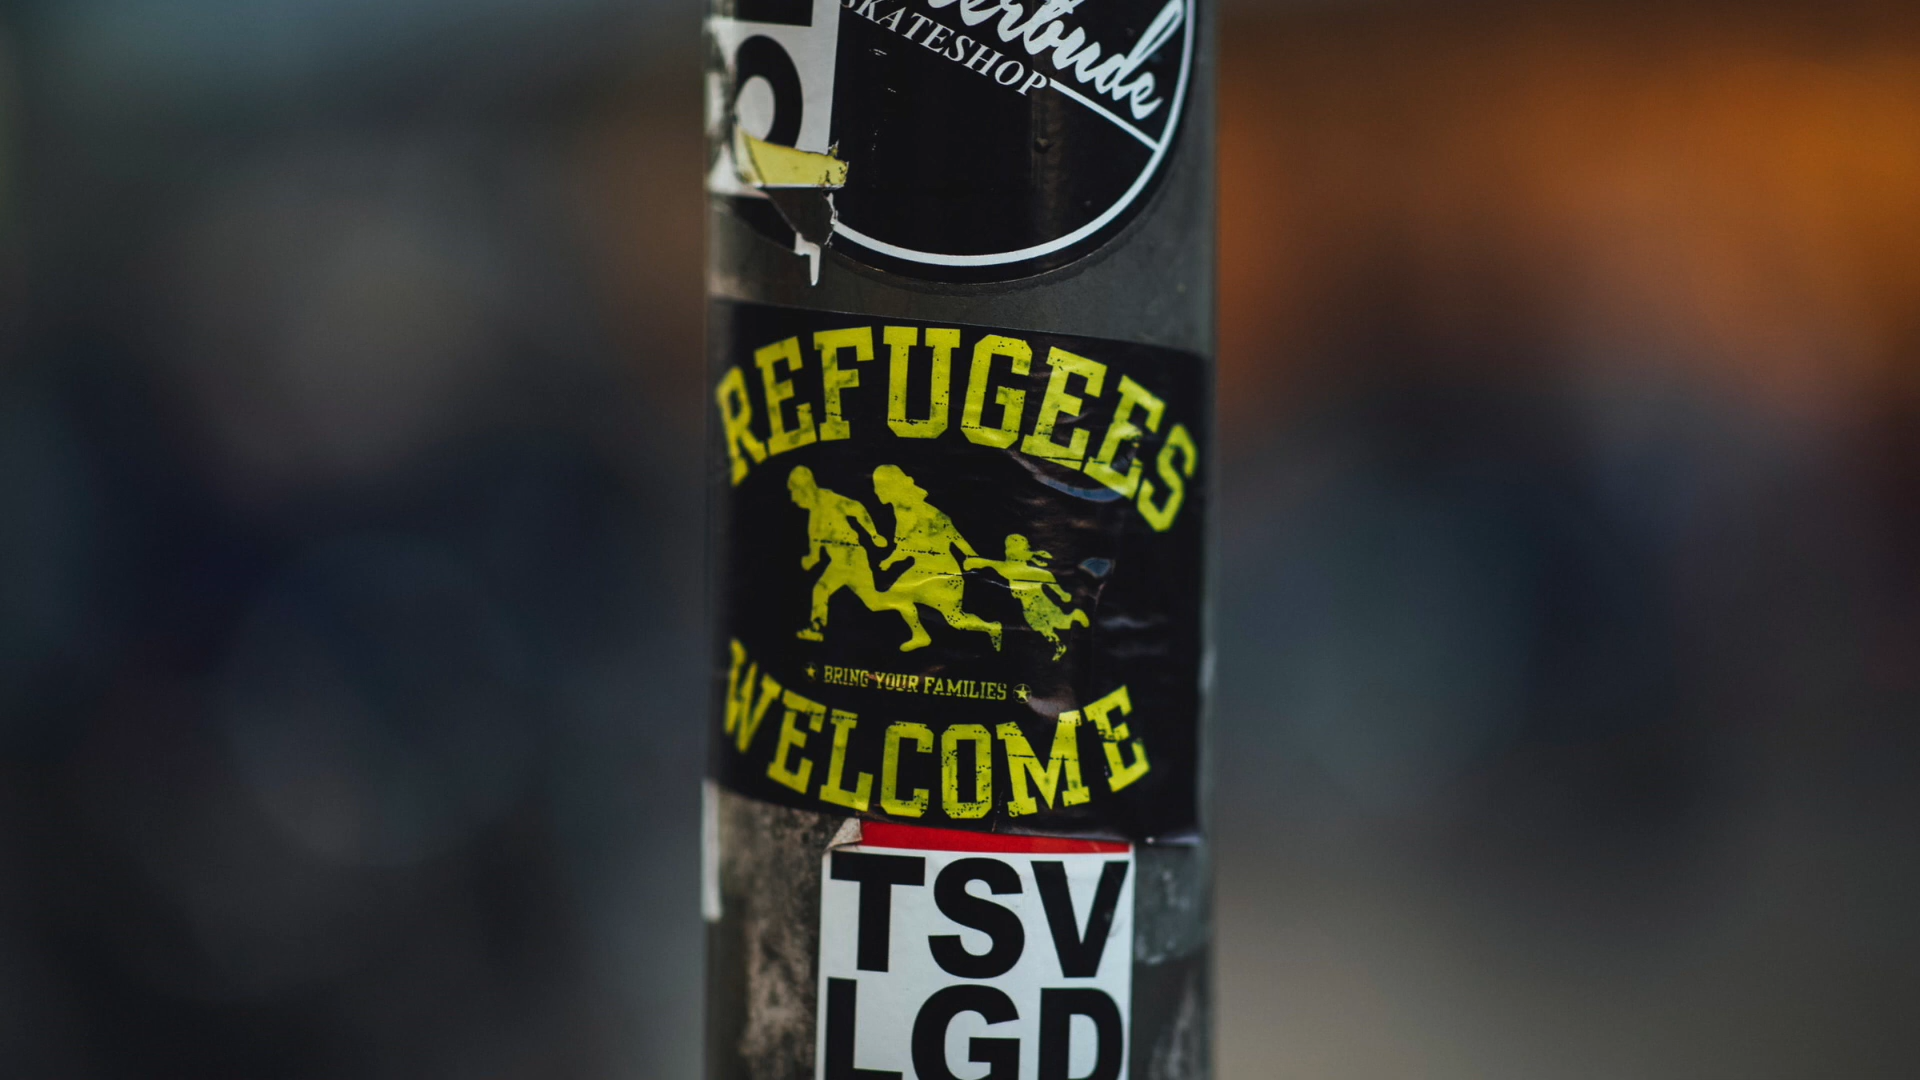 SKATESHOP
REFUGEES
BRING YOUR FAMILIES
WELCOME
TSV
LGD